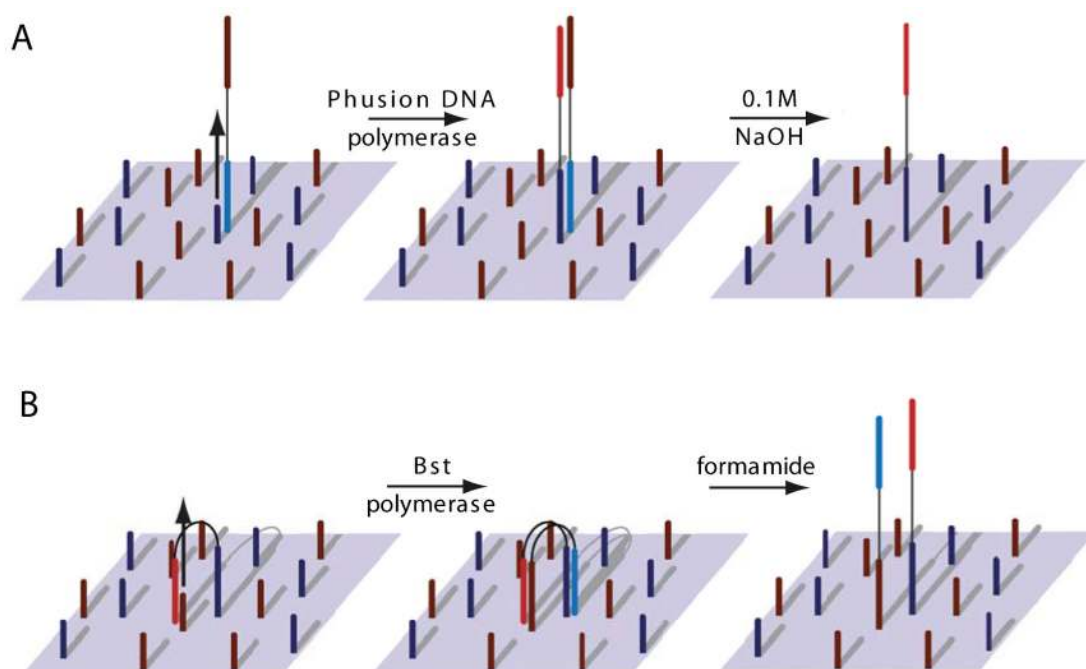 A
Phusion DNA
polymerase
0.1M
NaOH
B
Bst
polymerase
formamide